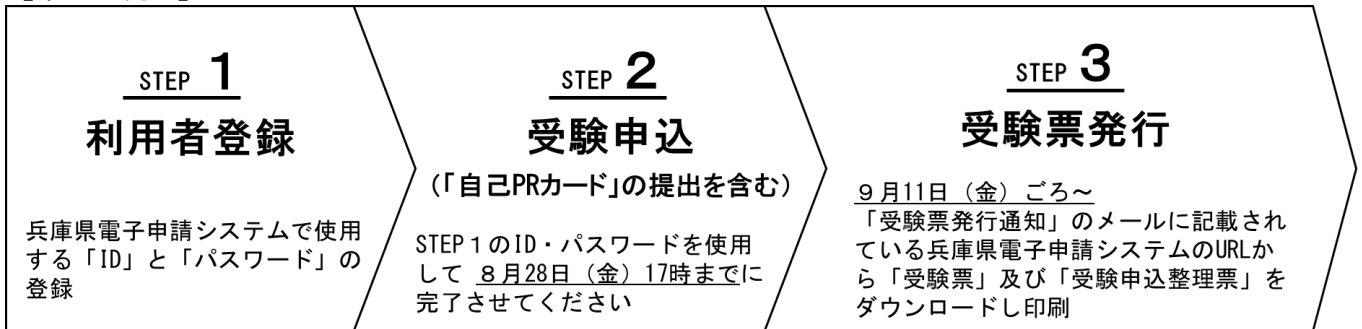 STEP 1
利用者登録
兵庫県電子申請システムで使用
する「ID」と「パスワード」の
登録
STEP 2
受験申込
(「自己PRカード」の提出を含む)
STEP1のID・パスワードを使用
して 8月28日(金)17時までに
完了させてください
STEP 3
受験票発行
9月11日(金)ごろ~
「受験票発行通知」のメールに記載され
ている兵庫県電子申請システムのURLか
ら「受験票」及び「受験申込整理票」を
ダウンロードし印刷